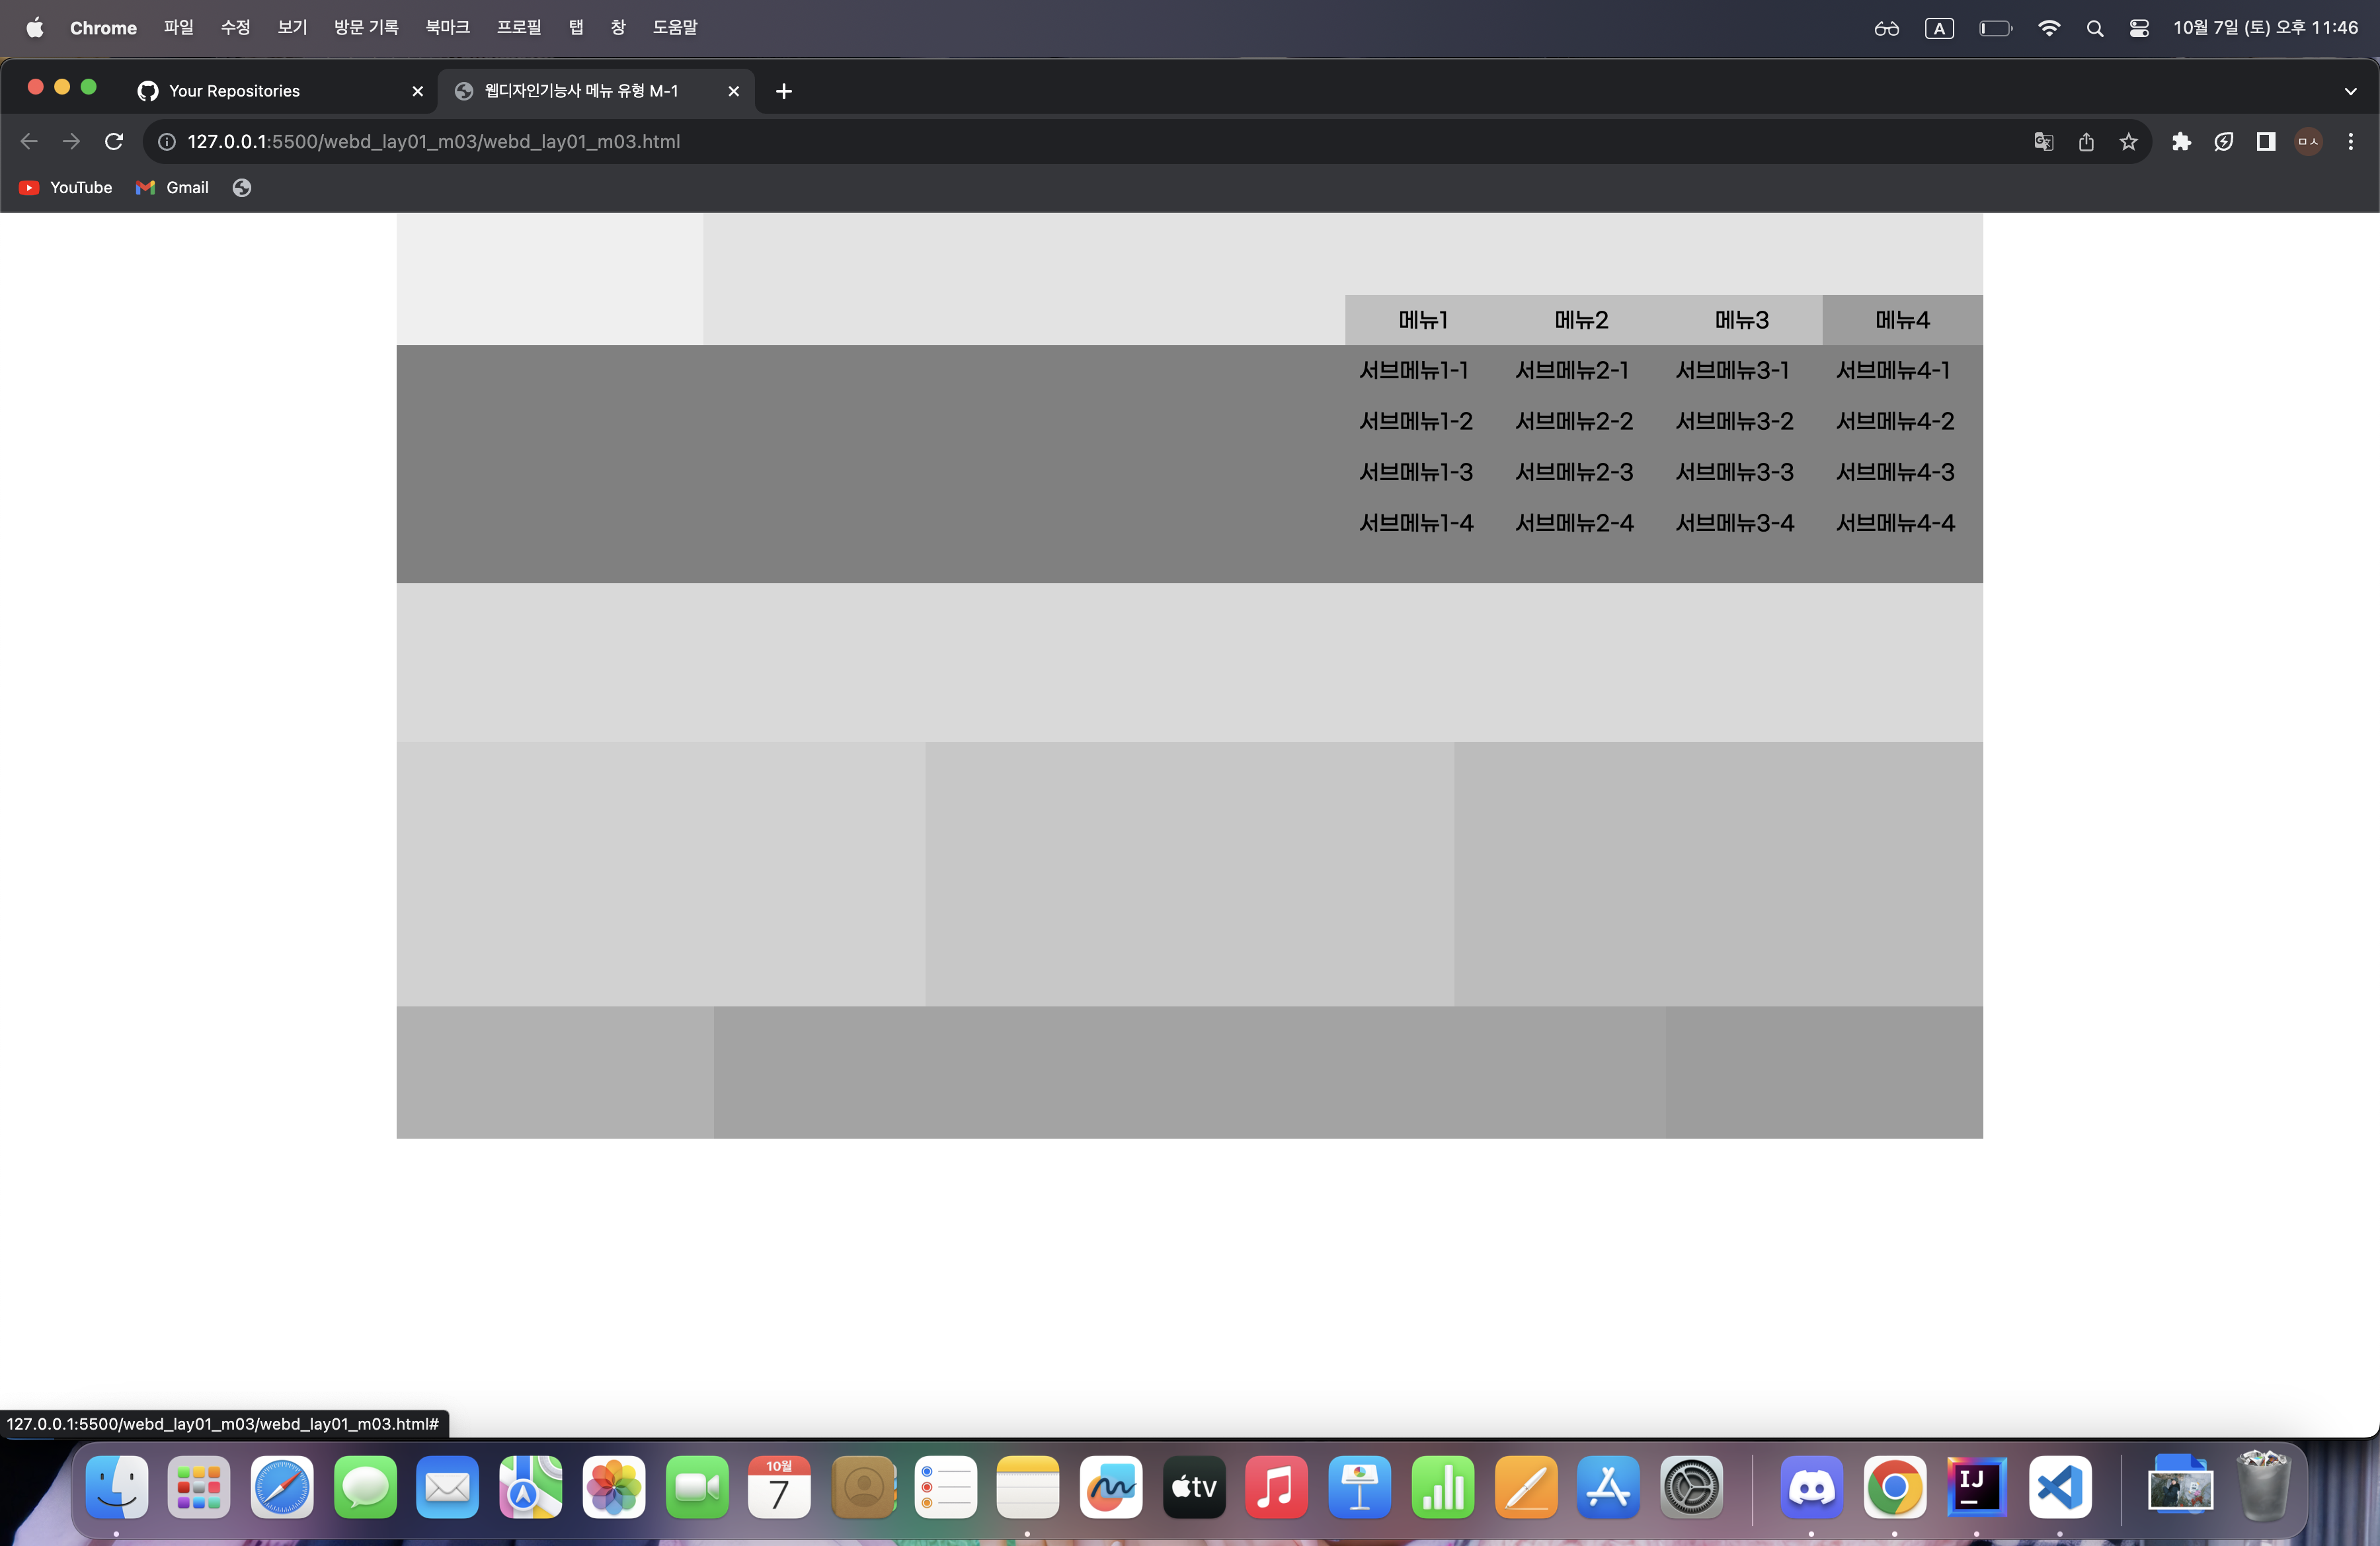 Chrome 파일 수정 보기 방문 기록 북마크 프로필 탭 창 도움말 A 10월 7일 (토) 오후 11:46
Your Repositories 웹디자인기능사 메뉴 유형 M-1
127.0.0.1:5500/webd_lay01_m03/webd_lay01_m03.html ㅁㅅ
YouTube Gmail
메뉴1 메뉴2 메뉴3 메뉴4
서브메뉴1-1 서브메뉴2-1 서브메뉴3-1 서브메뉴4-1
서브메뉴1-2 서브메뉴2-2 서브메뉴3-2 서브메뉴4-2
서브메뉴1-3 서브메뉴2-3 서브메뉴3-3 서브메뉴4-3
서브메뉴1-4 서브메뉴2-4 서브메뉴3-4 서브메뉴4-4
127.0.0.1:5500/webd_lay01_m03/webd_lay01_m03.html#
10월
7
tv
IJ